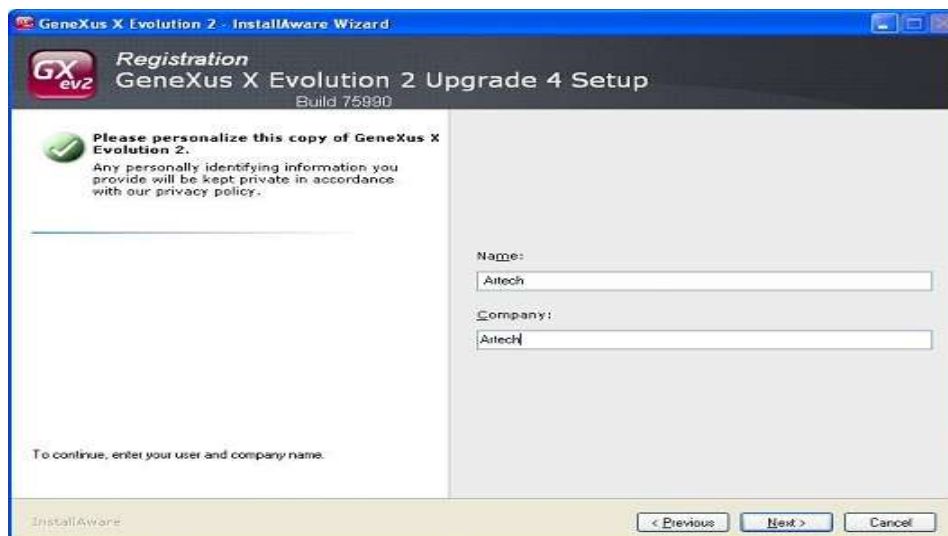 GeneXus X Evolution 2 - InstallAware Wizard
GX
ev2
Registration
GeneXus X Evolution 2 Upgrade 4 Setup
Build 75990
Please personalize this copy of GeneXus X
Evolution 2.
Any personally identifying information you
provide will be kept private in accordance
with our privacy policy.
Name:
Artech
Company:
Artech
To continue, enter your user and company name.
InstallAware
< Previous
Next >
Cancel